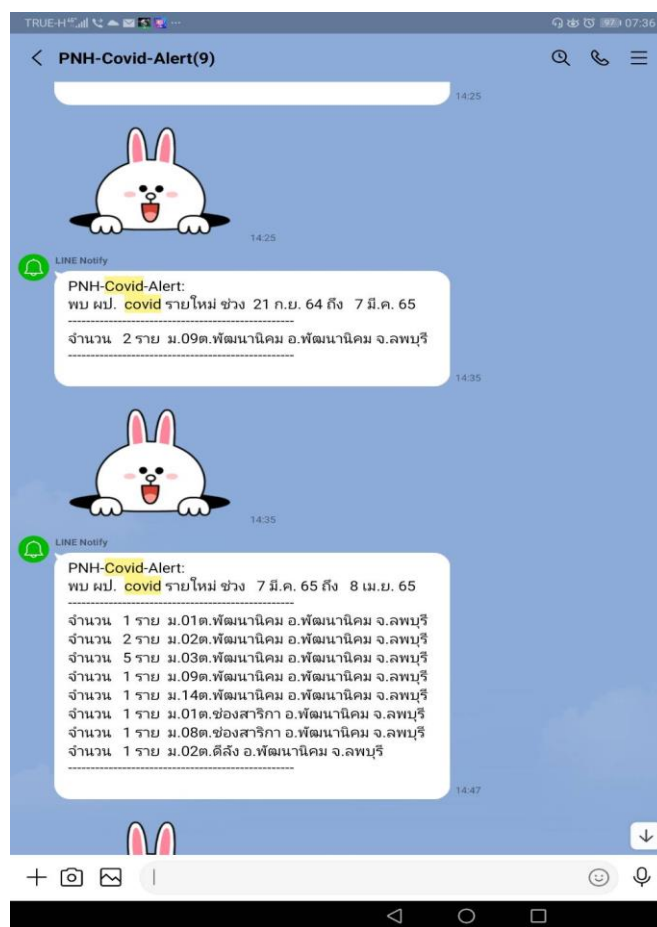 TRUE-H
97
07:36
PNH-Covid-Alert(9)
14:25
14:25
LINE Notify
PNH-Covid-Alert:
พบ ผป. covid รายใหม่ ช่วง 21 ก.ย. 64 ถึง 7 มี.ค. 65
--------------------------------------------------
จำนวน 2 ราย ม.09ต.พัฒนานิคม อ.พัฒนานิคม จ.ลพบุรี
--------------------------------------------------
14:35
14:35
LINE Notify
PNH-Covid-Alert:
พบ ผป. covid รายใหม่ ช่วง 7 มี.ค. 65 ถึง 8 เม.ย. 65
--------------------------------------------------
จำนวน 1 ราย ม.01ต.พัฒนานิคม อ.พัฒนานิคม จ.ลพบุรี
จำนวน 2 ราย ม.02ต.พัฒนานิคม อ.พัฒนานิคม จ.ลพบุรี
จำนวน 5 ราย ม.03ต.พัฒนานิคม อ.พัฒนานิคม จ.ลพบุรี
จำนวน 1 ราย ม.09ต.พัฒนานิคม อ.พัฒนานิคม จ.ลพบุรี
จำนวน 1 ราย ม.14ต.พัฒนานิคม อ.พัฒนานิคม จ.ลพบุรี
จำนวน 1 ราย ม.01ต.ช่องสาริกา อ.พัฒนานิคม จ.ลพบุรี
จำนวน 1 ราย ม.08ต.ช่องสาริกา อ.พัฒนานิคม จ.ลพบุรี
จำนวน 1 ราย ม.02ต.ดีลัง อ.พัฒนานิคม จ.ลพบุรี
--------------------------------------------------
14:47